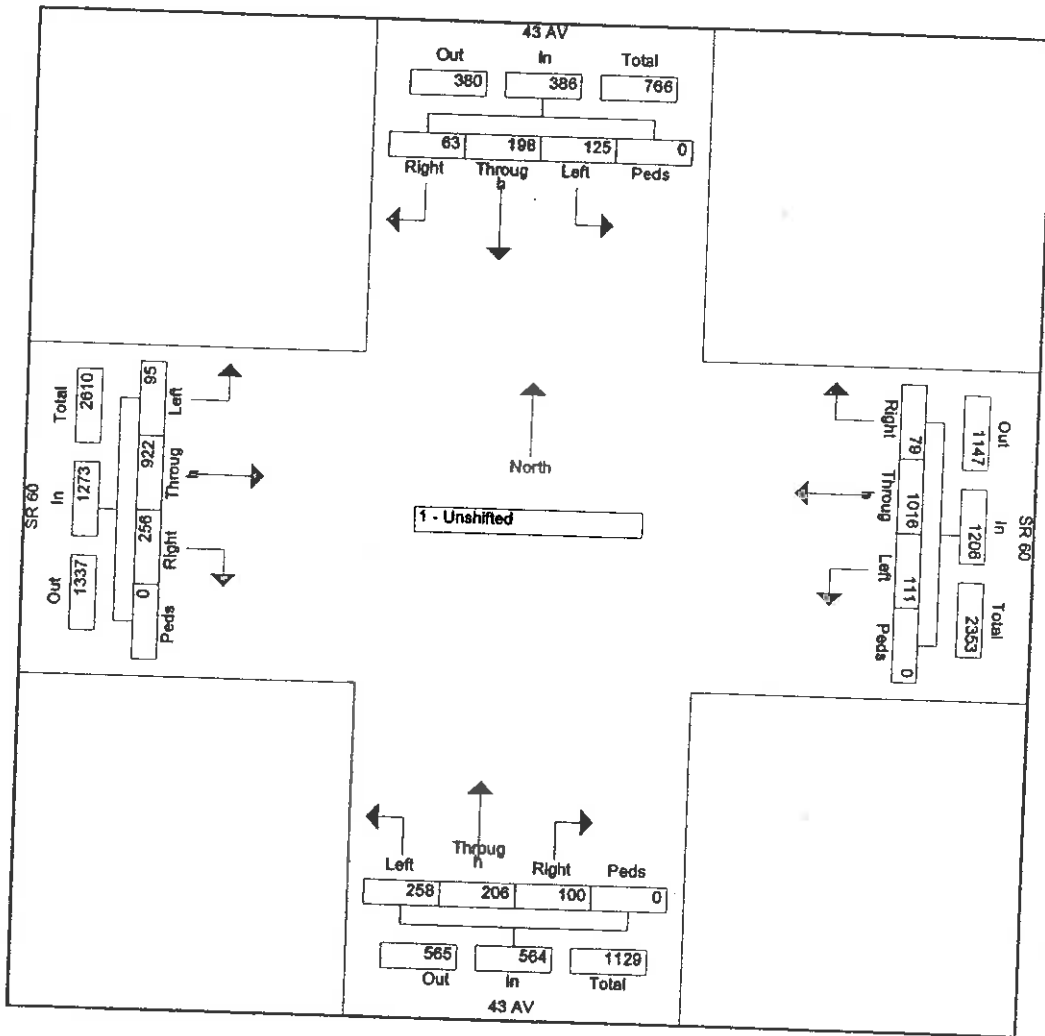 43 AV
Out In Total
380 386 766
63 198 125 0
Right Throug Left Peds
h
Total
2610
In
1273
Out
1337
SR 60
95 922 256 0
Left Throug Right Peds
h
North
1 - Unshifted
Right Throug Left Peds
h
79 1016 111 0
Out
1147
In
1206
Total
2353
SR 60
Throug
h
Left Right Peds
258 206 100 0
565 564 1129
Out In Total
43 AV